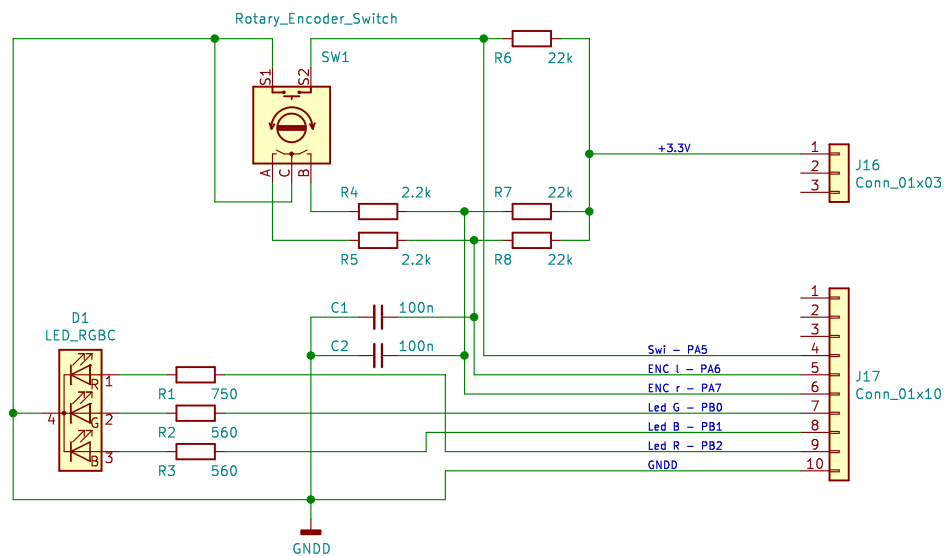 Rotary_Encoder_Switch
SW1
S1
S2
R6
22k
A
C
B
+3.3V
1
2
3
J16
Conn_01x03
R4
2.2k
R7
22k
R5
2.2k
R8
22k
C1
100n
C2
100n
D1
LED_RGBC
R
1
G
2
B
3
4
R1
750
R2
560
R3
560
1
2
3
Swi – PA5
4
ENC l – PA6
5
ENC r – PA7
6
Led G – PB0
7
Led B – PB1
8
Led R – PB2
9
GNDD
10
J17
Conn_01x10
GNDD